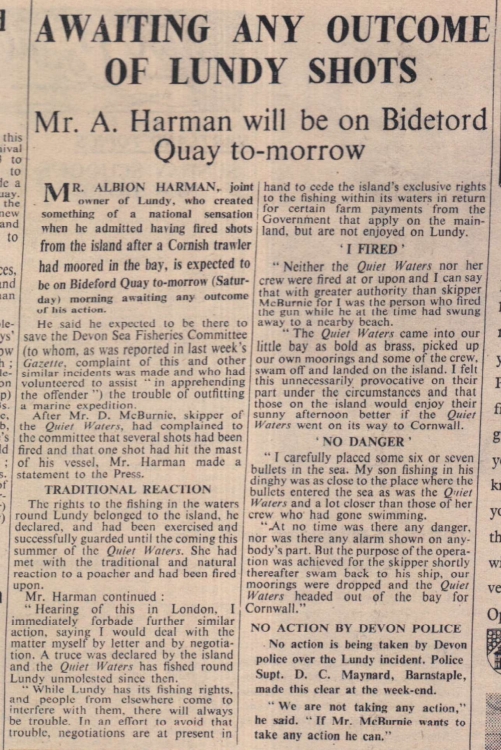 AWAITING ANY OUTCOME
OF LUNDY SHOTS
Mr. A. Harman will be on Bidetord
Quay to-morrow
MR. ALBION HARMAN, joint
owner of Lundy, who created
something of a national sensation
when he admitted having fired shots
from the island after a Cornish trawler
had moored in the bay, is expected to
be on Bideford Quay to-morrow (Satur-
day) morning awaiting any outcome
of his action.
He said he expected to be there to
save the Devon Sea Fisheries Committee
(to whom, as was reported in last week's
Gazette, complaint of this and other
similar incidents was made and who had
volunteered to assist " in apprehending
the offender ") the trouble of outfitting
a marine expedition.
After Mr. D. McBurnie, skipper of
the Quiet Waters, had complained to
the committee that several shots had been
fired and that one shot had hit the mast
of his vessel, Mr. Harman made a
statement to the Press.
TRADITIONAL REACTION
The rights to the fishing in the waters
round Lundy belonged to the island, he
declared, and had been exercised and
successfully guarded until the coming this
summer of the Quiet Waters. She had
met with the traditional and natural
reaction to a poacher and had been fired
upon.
Mr. Harman continued :
" Hearing of this in London, I
immediately forbade further similar
action, saying I would deal with the
matter myself by letter and by negotia-
tion. A truce was declared by the island
and the Quiet Waters has fished round
Lundy unmolested since then.
" While Lundy has its fishing rights,
and people from elsewhere come to
interfere with them, there will always
be trouble. In an effort to avoid that
trouble, negotiations are at present in
hand to cede the island's exclusive rights
to the fishing within its waters in return
for certain farm payments from the
Government that apply on the main-
land, but are not enjoyed on Lundy.
' I FIRED '
" Neither the Quiet Waters nor her
crew were fired at or upon and I can say
that with greater authority than skipper
McBurnie for I was the person who fired
the gun while he at the time had swung
away to a nearby beach.
" The Quiet Waters came into our
little bay as bold as brass, picked up
our own moorings and some of the crew,
swam off and landed on the island. I felt
this unnecessarily provocative on their
part under the circumstances and that
those on the island would enjoy their
sunny afternoon better if the Quiet
Waters went on its way to Cornwall.
' NO DANGER '
" I carefully placed some six or seven
bullets in the sea. My son fishing in his
dinghy was as close to the place where the
bullets entered the sea as was the Quiet
Waters and a lot closer than those of her
crew who had gone swimming.
" At no time was there any danger,
nor was there any alarm shown on any-
body's part. But the purpose of the opera-
tion was achieved for the skipper shortly
thereafter swam back to his ship, our
moorings were dropped and the Quiet
Waters headed out of the bay for
Cornwall."
NO ACTION BY DEVON POLICE
No action is being taken by Devon
police over the Lundy incident. Police
Supt. D. C. Maynard, Barnstaple,
made this clear at the week-end.
" We are not taking any action,"
he said. " If Mr. McBurnie wants to
take any action he can."